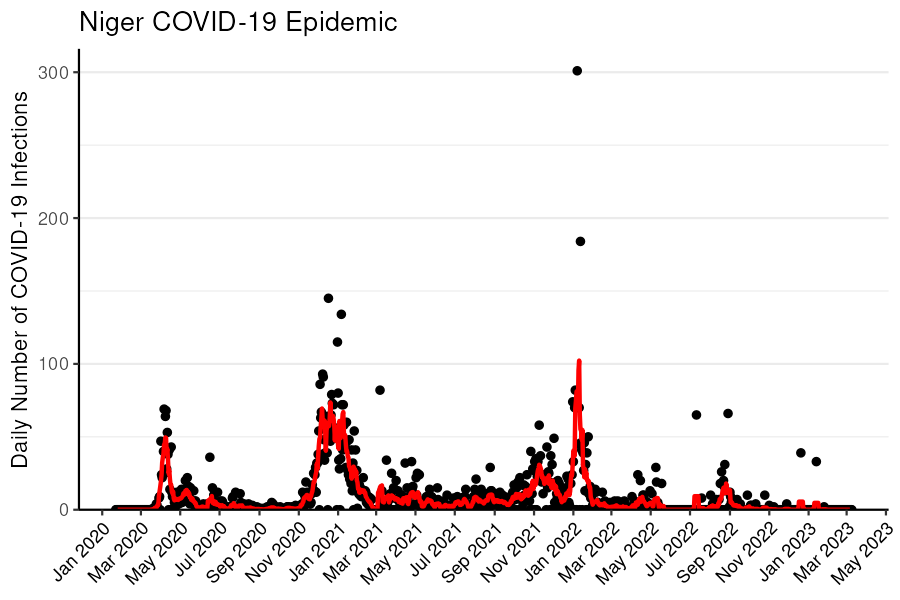 Niger COVID-19 Epidemic
Daily Number of COVID-19 Infections
300
200
100
0
Jan 2020
Mar 2020
May 2020
Jul 2020
Sep 2020
Nov 2020
Jan 2021
Mar 2021
May 2021
Jul 2021
Sep 2021
Nov 2021
Jan 2022
Mar 2022
May 2022
Jul 2022
Sep 2022
Nov 2022
Jan 2023
Mar 2023
May 2023